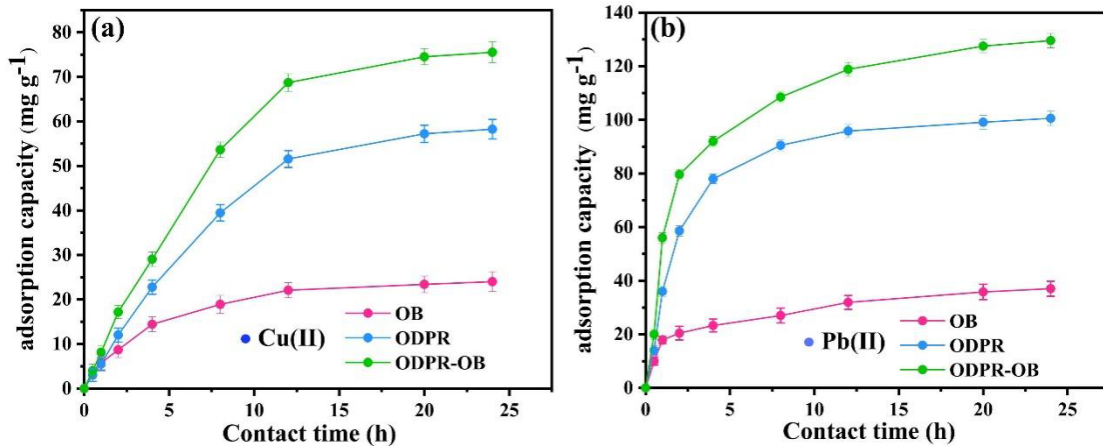 (a)
adsorption capacity (mg g⁻¹)
80
70
60
50
40
30
20
10
0
Cu(II)
OB
ODPR
ODPR-OB
0 5 10 15 20 25
Contact time (h)
(b)
adsorption capacity (mg g⁻¹)
140
120
100
80
60
40
20
0
Pb(II)
OB
ODPR
ODPR-OB
0 5 10 15 20 25
Contact time (h)